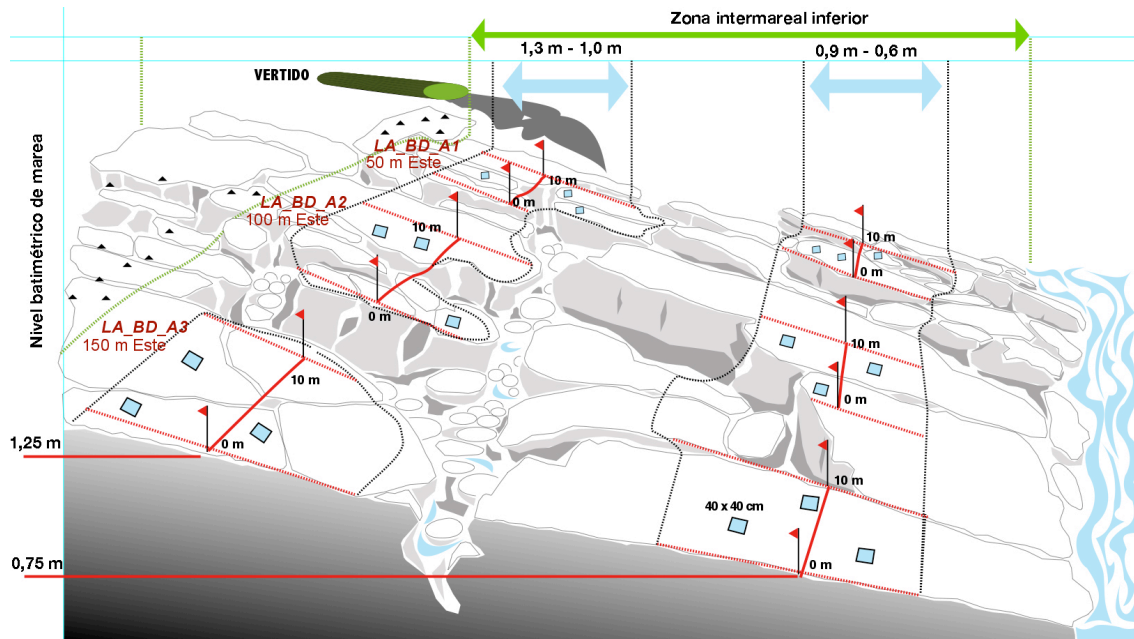 Zona intermareal inferior
1,3 m - 1,0 m
0,9 m - 0,6 m
VERTIDO
Nivel batimétrico de marea
LA_BD_A1
50 m Este
10 m
0 m
LA_BD_A2
100 m Este
10 m
0 m
LA_BD_A3
150 m Este
10 m
0 m
10 m
0 m
10 m
0 m
10 m
40 x 40 cm
0 m
1,25 m
0,75 m